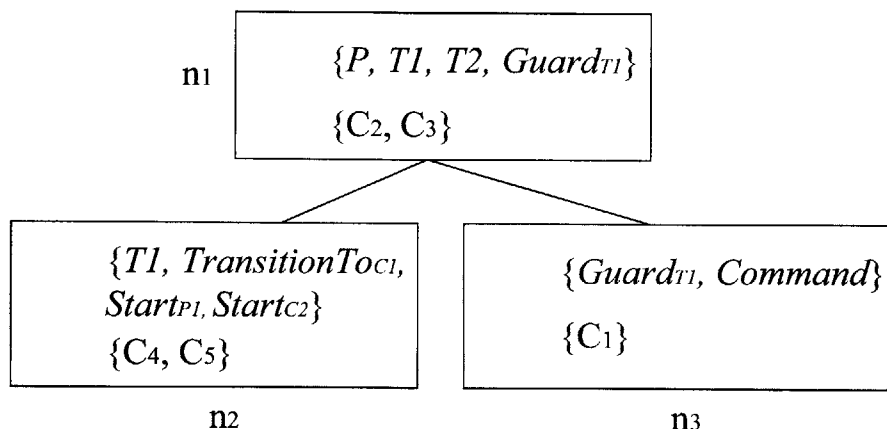 n1
{P, T1, T2, GuardT1}
{C2, C3}
{T1, TransitionToC1,
StartP1, StartC2}
{C4, C5}
{GuardT1, Command}
{C1}
n2
n3